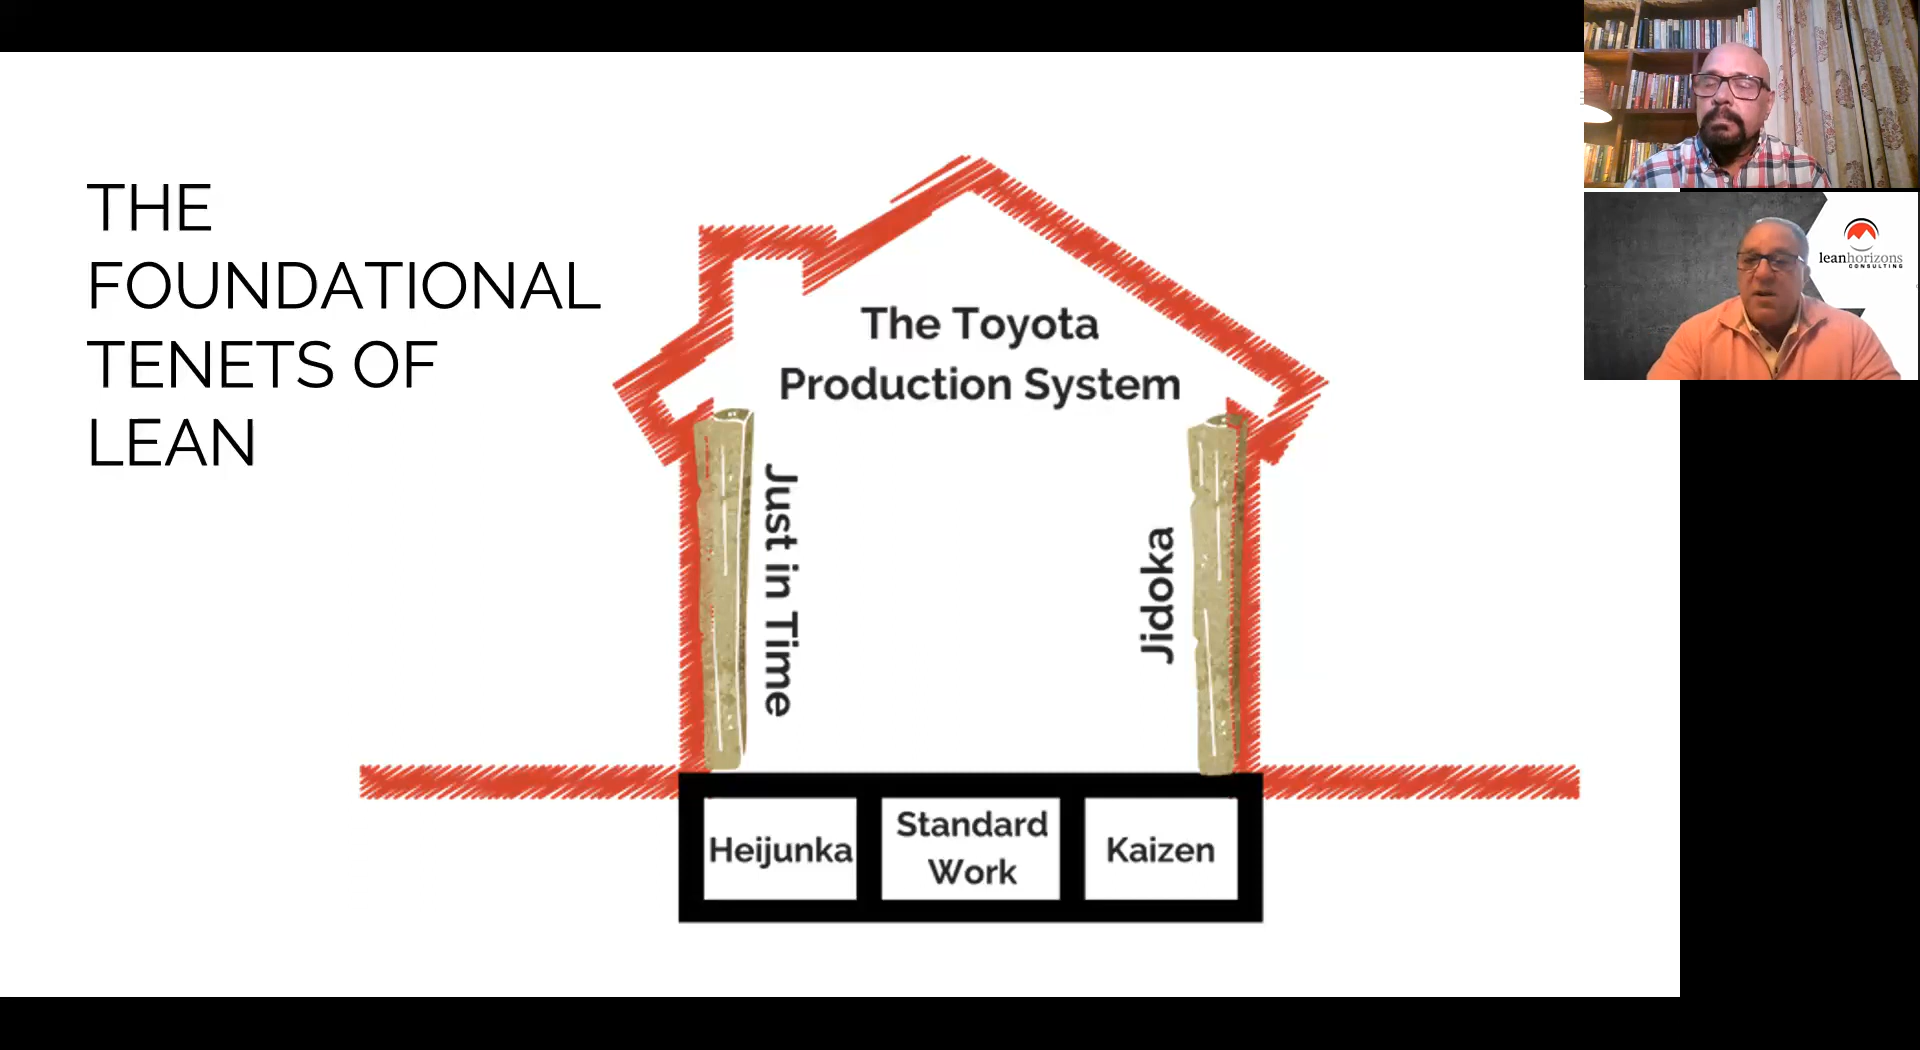 THE
FOUNDATIONAL
TENETS OF
LEAN
The Toyota
Production System
Just in Time
Jidoka
Heijunka
Standard
Work
Kaizen
leanhorizons
CONSULTING